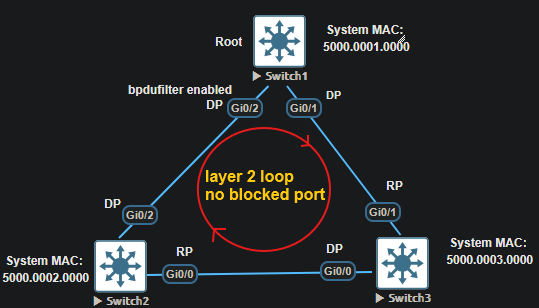 System MAC:
Root
5000.0001.0000
Switch1
bpdufilter enabled
DP
DP
Gi0/2
Gi0/1
layer 2 loop
no blocked port
RP
DP
Gi0/2
Gi0/1
System MAC:
5000.0002.0000
RP
DP
System MAC:
5000.0003.0000
Gi0/0
Gi0/0
Switch2
Switch3